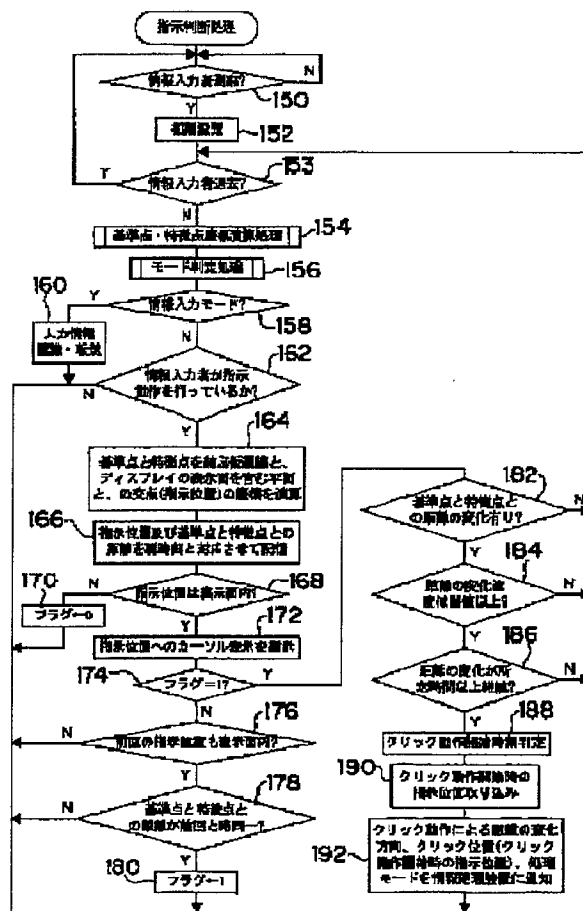 指示判断処理
情報入力者到来?
N
150
Y
初期設定
152
153
情報入力者退去?
Y
N
基準点・特徴点座標演算処理
154
モード判定処理
156
160
Y
情報入力モード?
158
入力情報
認識・転送
N
162
情報入力者が指示
動作を行っているか?
N
Y
164
基準点と特徴点を結ぶ仮想線と、
ディスプレイの表示面を含む平面
と、の交点(指示位置)の座標を演算
166
指示位置及び基準点と特徴点との
距離を現時刻と対応させて記憶
168
170
N
指示位置は表示面内?
フラグ←0
Y
172
指示位置へのカーソル表示を指示
174
フラグ=1?
Y
N
176
N
前回の指示位置も表示面内?
Y
178
基準点と特徴点と
の距離が前回と略同一?
N
Y
180
フラグ←1
182
基準点と特徴点と
の距離の変化有り?
N
Y
184
距離の変化速
度は閾値以上?
N
Y
186
距離の変化が所
定時間以上継続?
N
Y
188
クリック動作開始時期判定
190
クリック動作開始時の
指示位置取り込み
192
クリック動作による距離の変化
方向、クリック位置(クリック
動作開始時の指示位置)、処理
モードを情報処理装置に通知